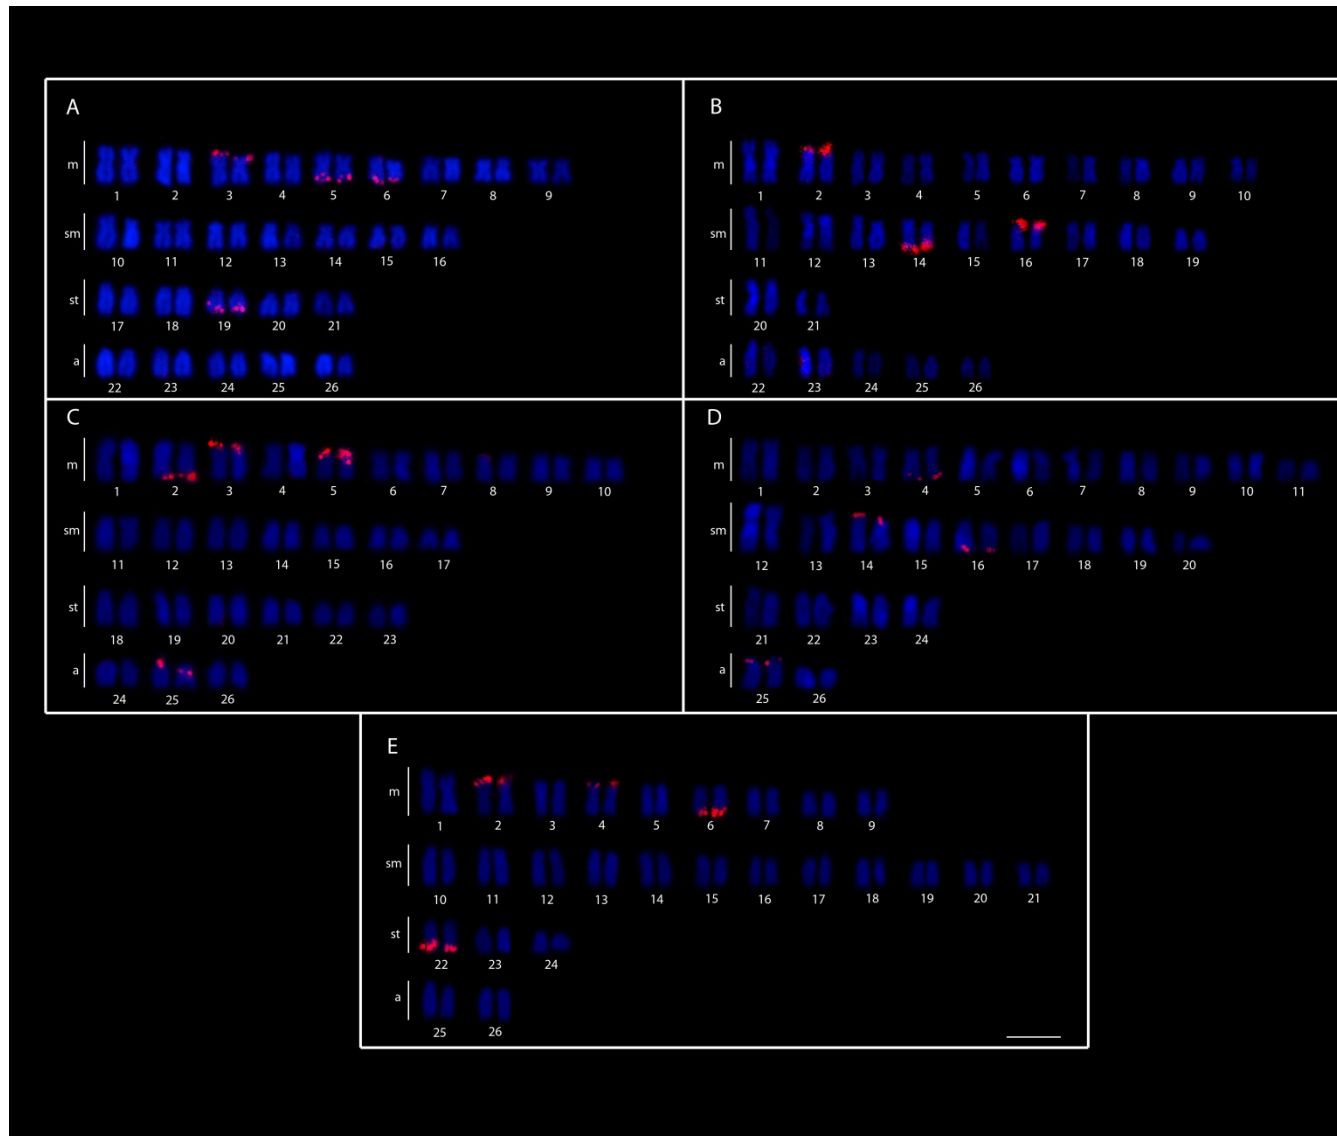 A
m
1 2 3 4 5 6 7 8 9
sm
10 11 12 13 14 15 16
st
17 18 19 20 21
a
22 23 24 25 26
B
m
1 2 3 4 5 6 7 8 9 10
sm
11 12 13 14 15 16 17 18 19
st
20 21
a
22 23 24 25 26
C
m
1 2 3 4 5 6 7 8 9 10
sm
11 12 13 14 15 16 17
st
18 19 20 21 22 23
a
24 25 26
D
m
1 2 3 4 5 6 7 8 9 10 11
sm
12 13 14 15 16 17 18 19 20
st
21 22 23 24
a
25 26
E
m
1 2 3 4 5 6 7 8 9
sm
10 11 12 13 14 15 16 17 18 19 20 21
st
22 23 24
a
25 26